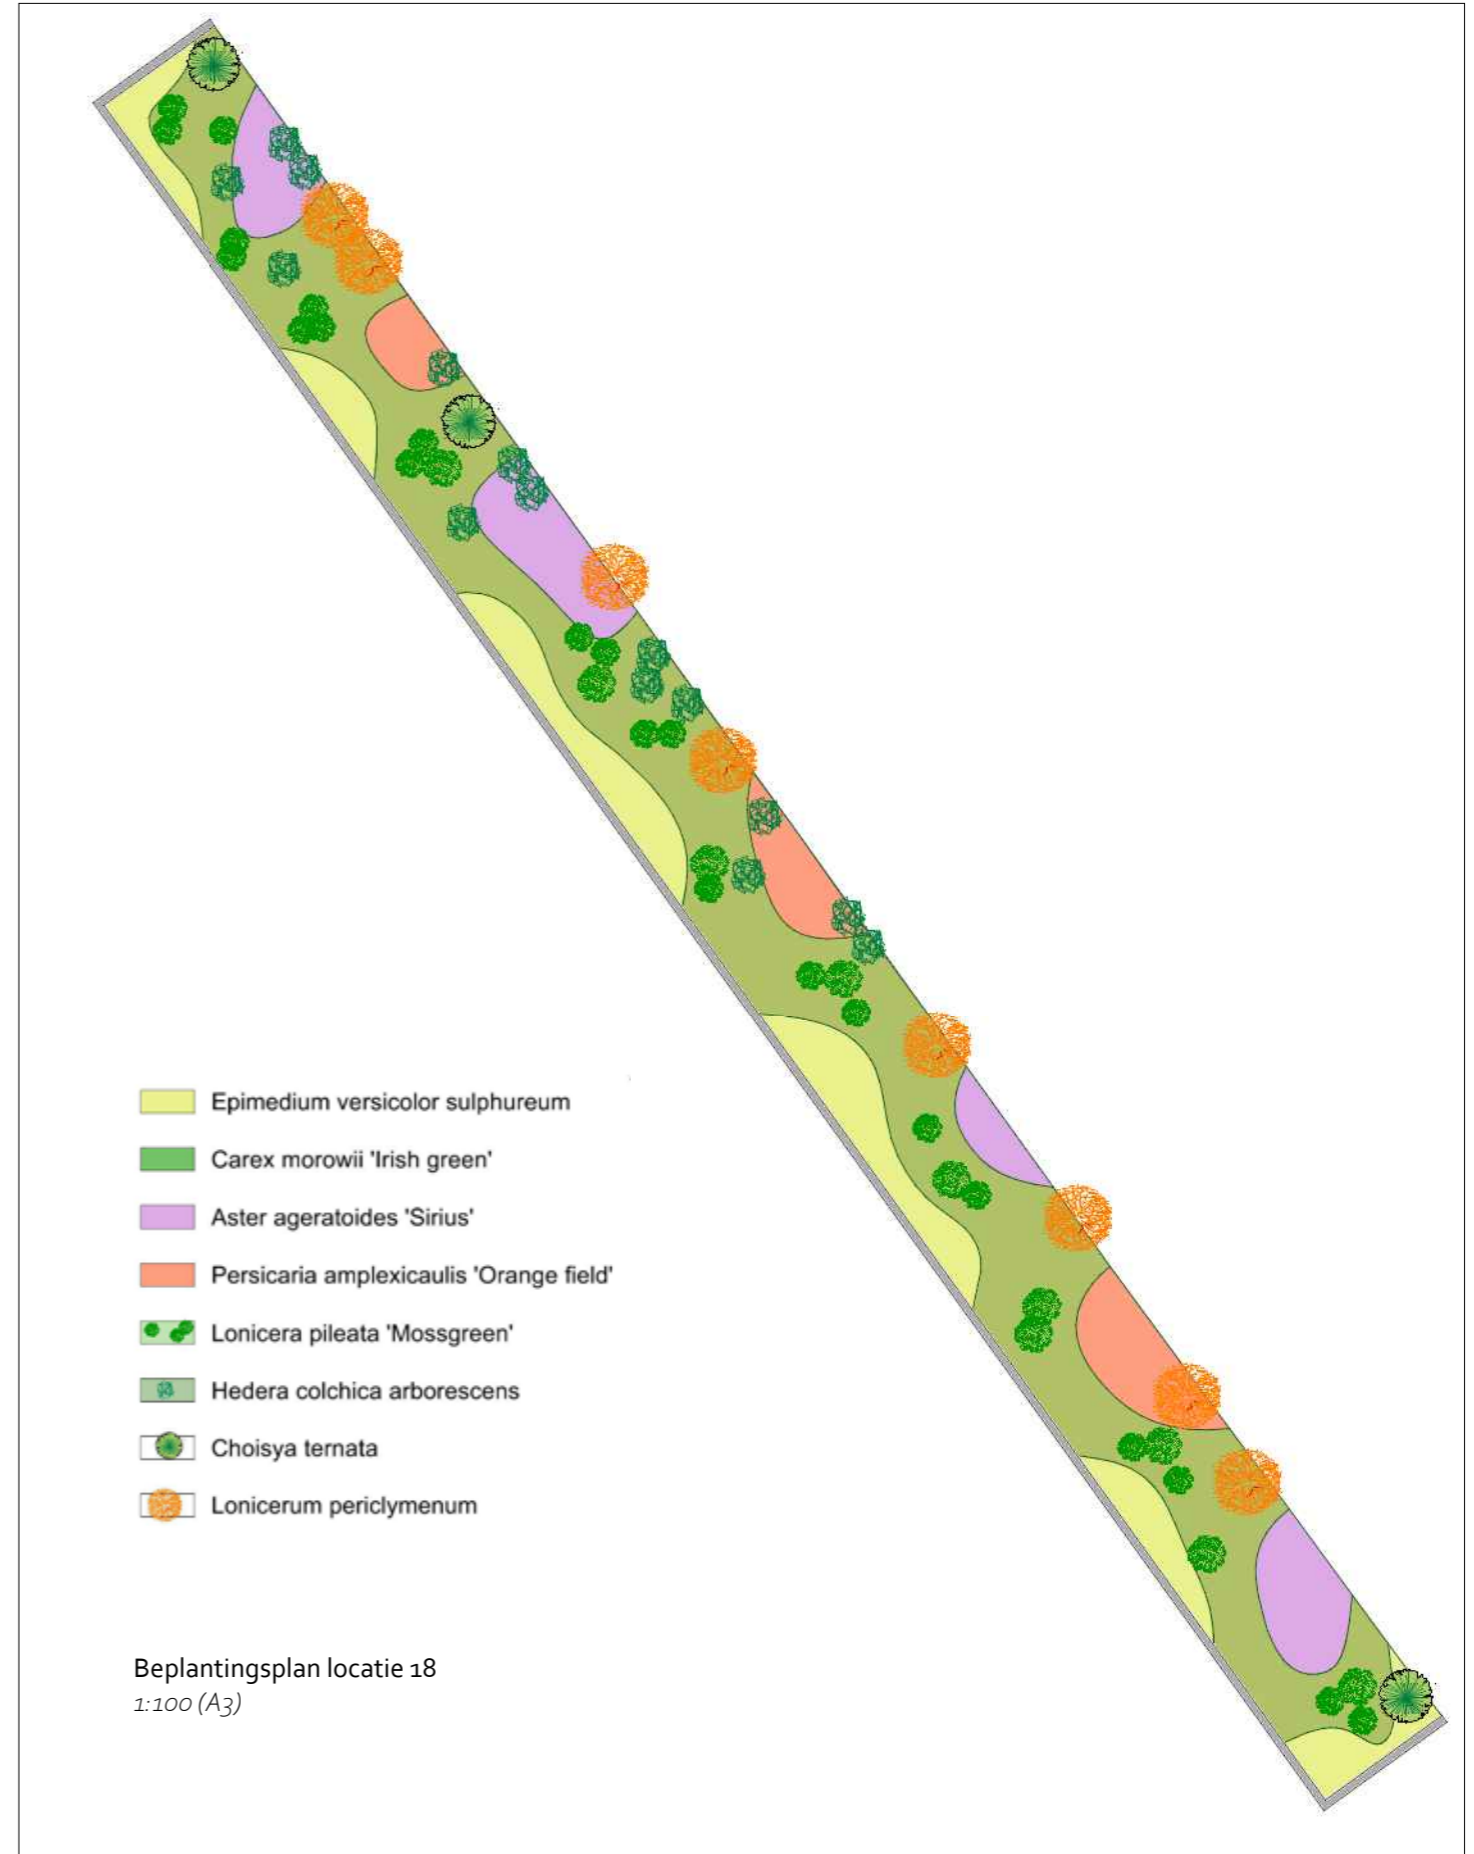 Epimedium versicolor sulphureum
Carex morowii 'Irish green'
Aster ageratoides 'Sirius'
Persicaria amplexicaulis 'Orange field'
Lonicera pileata 'Mossgreen'
Hedera colchica arborescens
Choisya ternata
Lonicerum periclymenum
Beplantingsplan locatie 18
1:100 (A3)